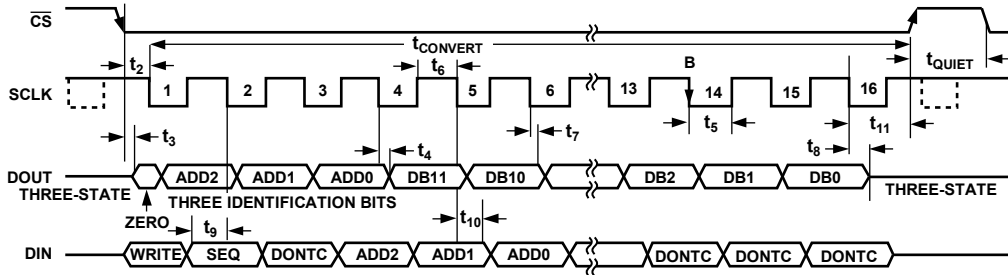 CS
tCONVERT
t2 t6 B tQUIET
SCLK 1 2 3 4 5 6 13 14 15 16
t3 t4 t7 t5 t8 t11
DOUT ADD2 ADD1 ADD0 DB11 DB10 DB2 DB1 DB0
THREE-STATE THREE IDENTIFICATION BITS THREE-STATE
ZERO t9 t10
DIN WRITE SEQ DONTC ADD2 ADD1 ADD0 DONTC DONTC DONTC